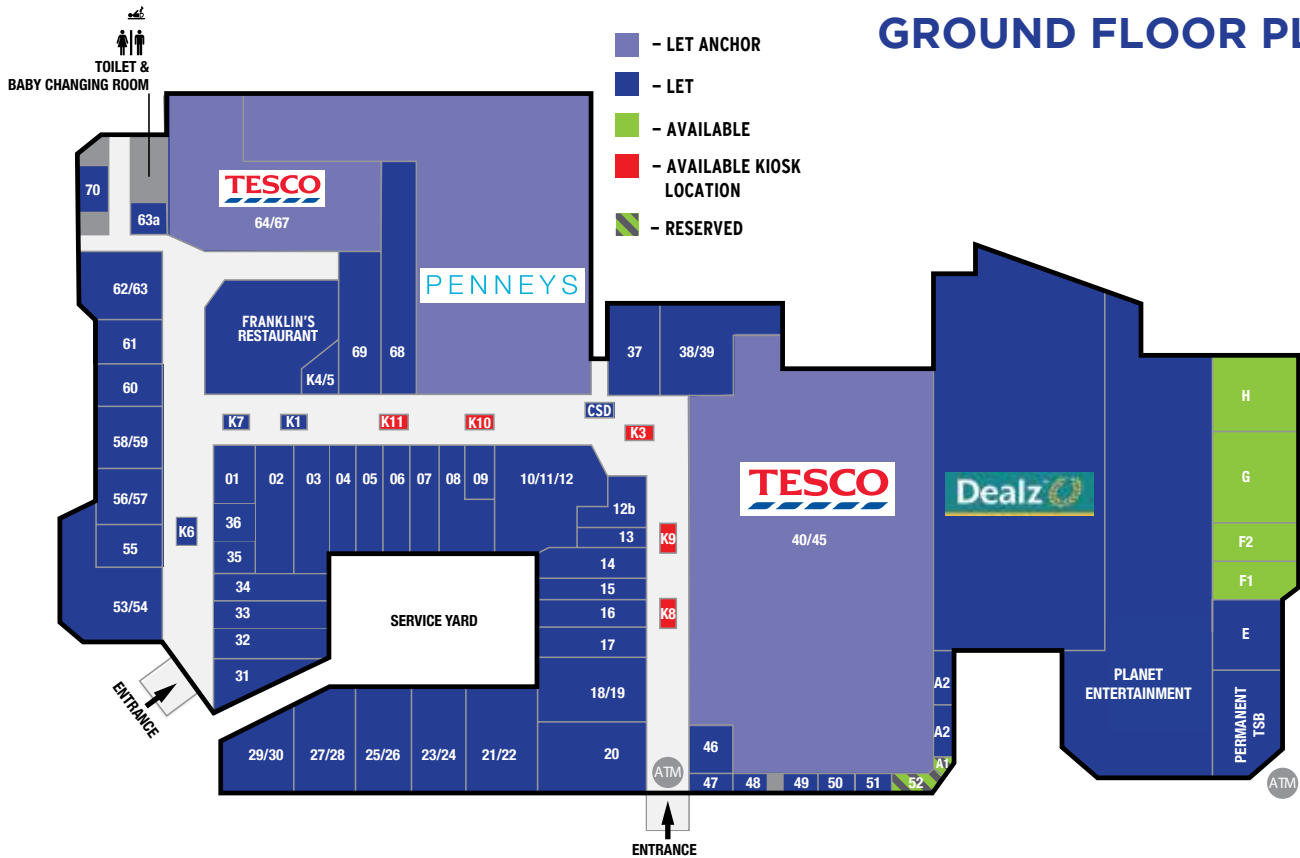 GROUND FLOOR PL
– LET ANCHOR
– LET
– AVAILABLE
– AVAILABLE KIOSK
LOCATION
– RESERVED
TOILET &
BABY CHANGING ROOM
70
63a
TESCO
64/67
PENNEYS
62/63
FRANKLIN'S
RESTAURANT
K4/5
69
68
37
38/39
61
60
58/59
56/57
55
53/54
K7
K1
K11
K10
CSD
K3
K6
K9
K8
01
02
03
04
05
06
07
08
09
10/11/12
12b
13
14
15
16
17
18/19
20
36
35
34
33
32
31
SERVICE YARD
29/30
27/28
25/26
23/24
21/22
TESCO
40/45
Dealz
46
47
48
49
50
51
52
A2
A2
A1
PLANET
ENTERTAINMENT
H
G
F2
F1
E
PERMANENT
TSB
ATM
ATM
ENTRANCE
ENTRANCE